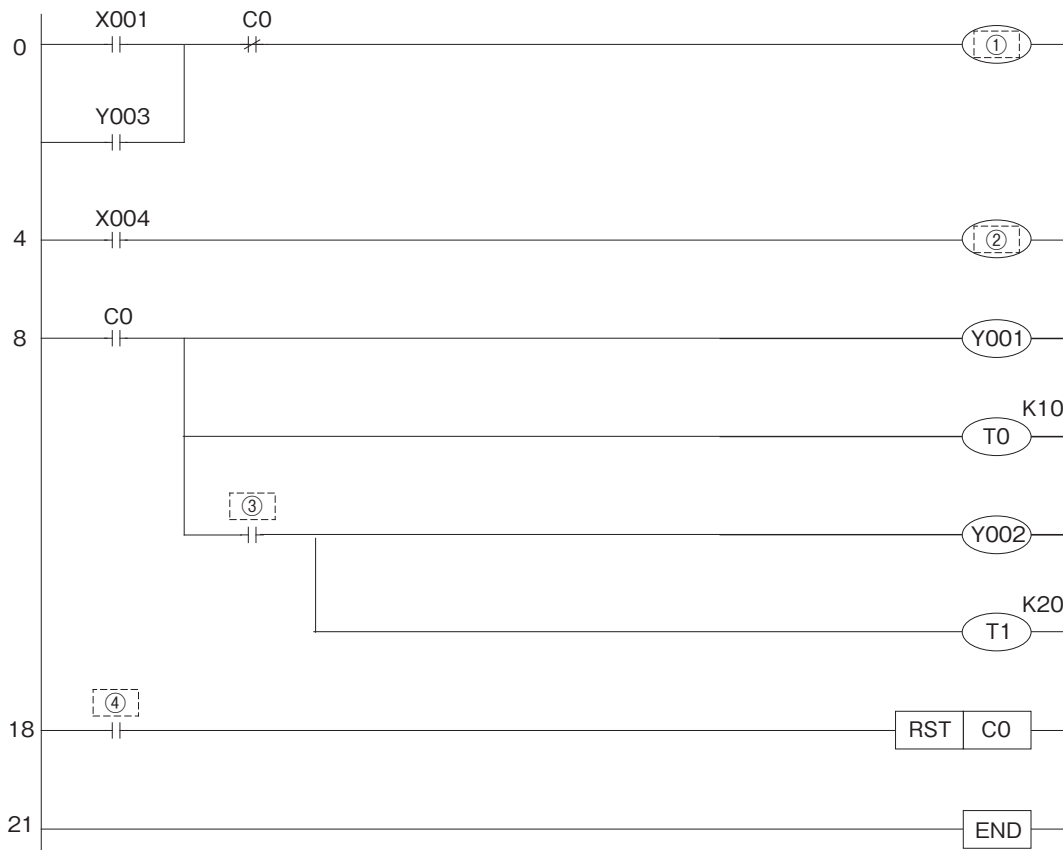 X001 C0
0 ①
Y003
X004
4 ②
C0
8 Y001
K10
T0
③
Y002
K20
T1
④
18 RST C0
21 END